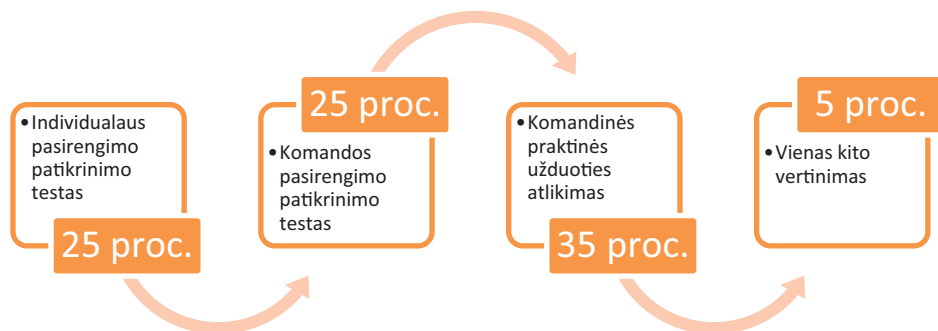 •Individualaus
pasirengimo
patikrinimo
testas
25 proc.
25 proc.
•Komandos
pasirengimo
patikrinimo
testas
•Komandinės
praktinės
užduoties
atlikimas
35 proc.
5 proc.
•Vienas kito
vertinimas